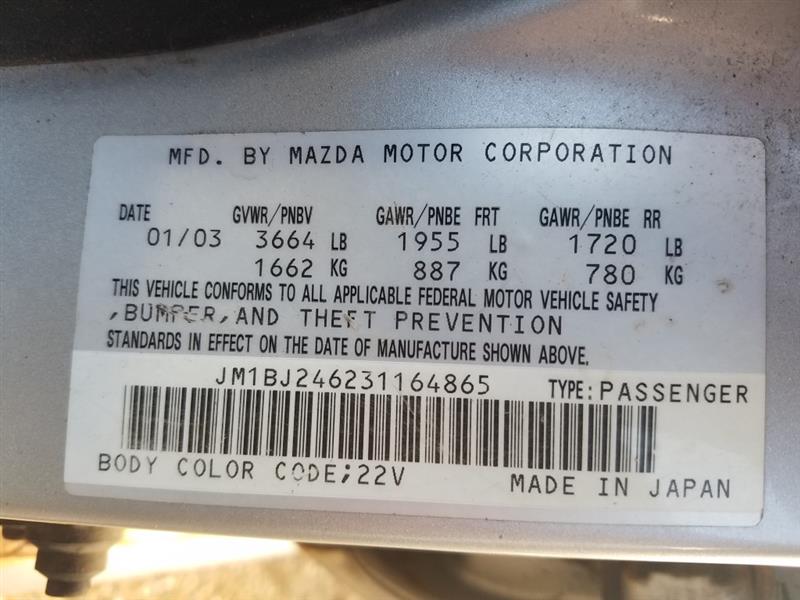 MFD. BY MAZDA MOTOR CORPORATION
DATE GVWR/PNBV GAWR/PNBE FRT GAWR/PNBE RR
01/03 3664 LB 1955 LB 1720 LB
1662 KG 887 KG 780 KG
THIS VEHICLE CONFORMS TO ALL APPLICABLE FEDERAL MOTOR VEHICLE SAFETY
,BUMPER,AND THEFT PREVENTION
STANDARDS IN EFFECT ON THE DATE OF MANUFACTURE SHOWN ABOVE.
JM1BJ246231164865 TYPE:PASSENGER
BODY COLOR CODE;22V
MADE IN JAPAN